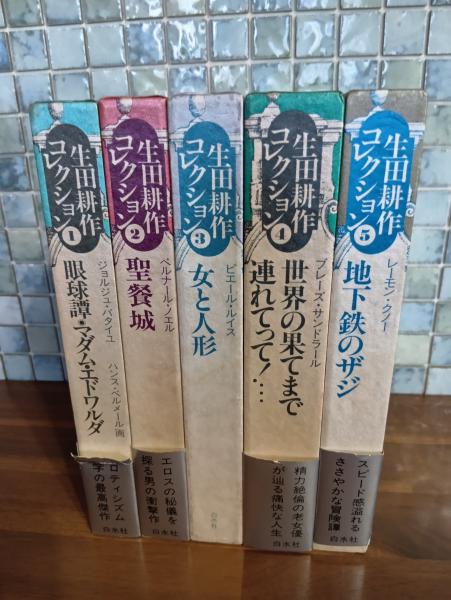 生田耕作
コレクション
1
ジョルジュ・バタイユ
ハンス・ベルメール画
眼球譚・マダム・エドワルダ
ロティシズム
学の最高傑作
生田耕作
コレクション
2
ベルナール・ノエル
聖餐城
エロスの秘儀を
探る男の衝撃作
白水社
生田耕作
コレクション
3
ピエール・ルイス
女と人形
白水社
生田耕作
コレクション
4
ブレーズ・サンドラール
世界の果てまで
連れてって!…
精力絶倫の老女優
が辿る痛快な人生
白水社
生田耕作
コレクション
5
レーモン・クノー
地下鉄のザジ
スピード感溢れる
ささやかな冒険譚
白水社